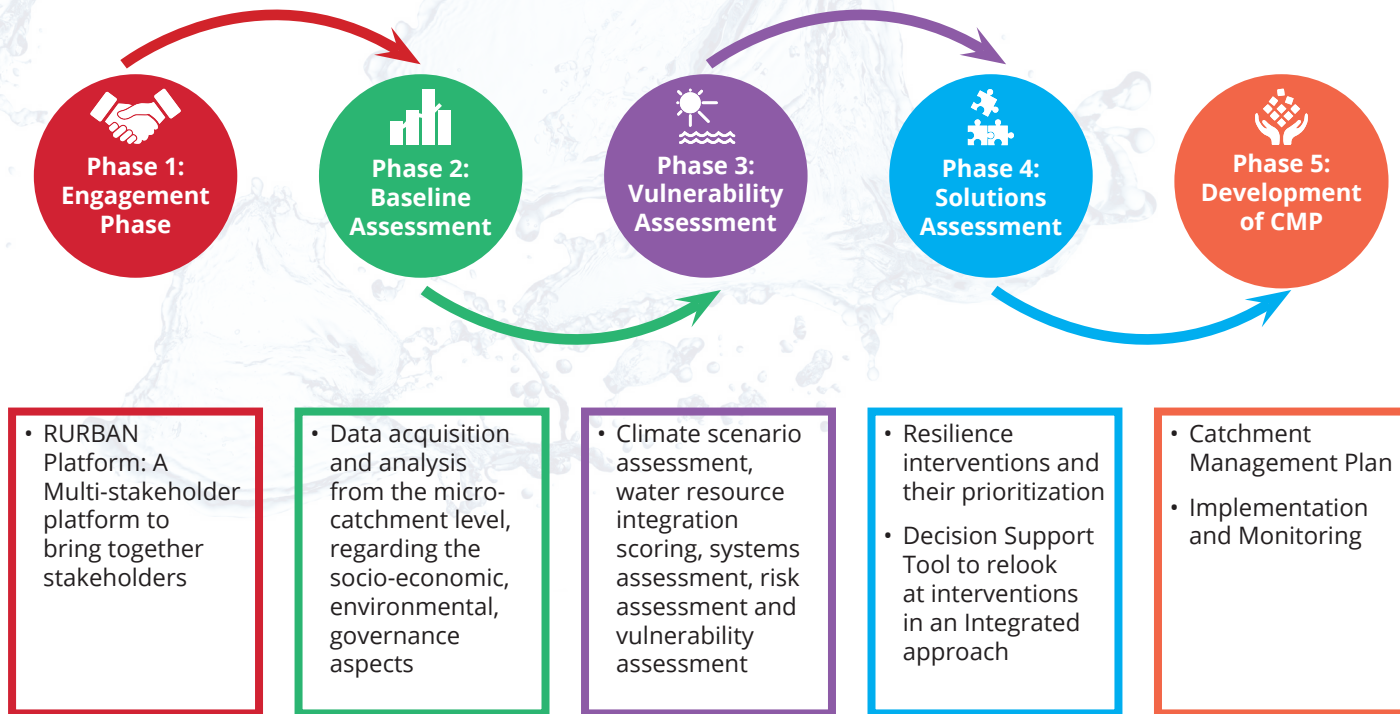 Phase 1:
Engagement
Phase
Phase 2:
Baseline
Assessment
Phase 3:
Vulnerability
Assessment
Phase 4:
Solutions
Assessment
Phase 5:
Development
of CMP
• RURBAN
Platform: A
Multi-stakeholder
platform to
bring together
stakeholders
• Data acquisition
and analysis
from the micro-
catchment level,
regarding the
socio-economic,
environmental,
governance
aspects
• Climate scenario
assessment,
water resource
integration
scoring, systems
assessment, risk
assessment and
vulnerability
assessment
• Resilience
interventions and
their prioritization
• Decision Support
Tool to relook
at interventions
in an Integrated
approach
• Catchment
Management Plan
• Implementation
and Monitoring